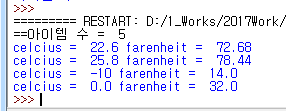 >>>
========= RESTART: D:/1_Works/2017Work/
==아이템 수 =  5
celcius =  22.6 farenheit =  72.68
celcius =  25.8 farenheit =  78.44
celcius =  -10 farenheit =  14.0
celcius =  0.0 farenheit =  32.0
>>>